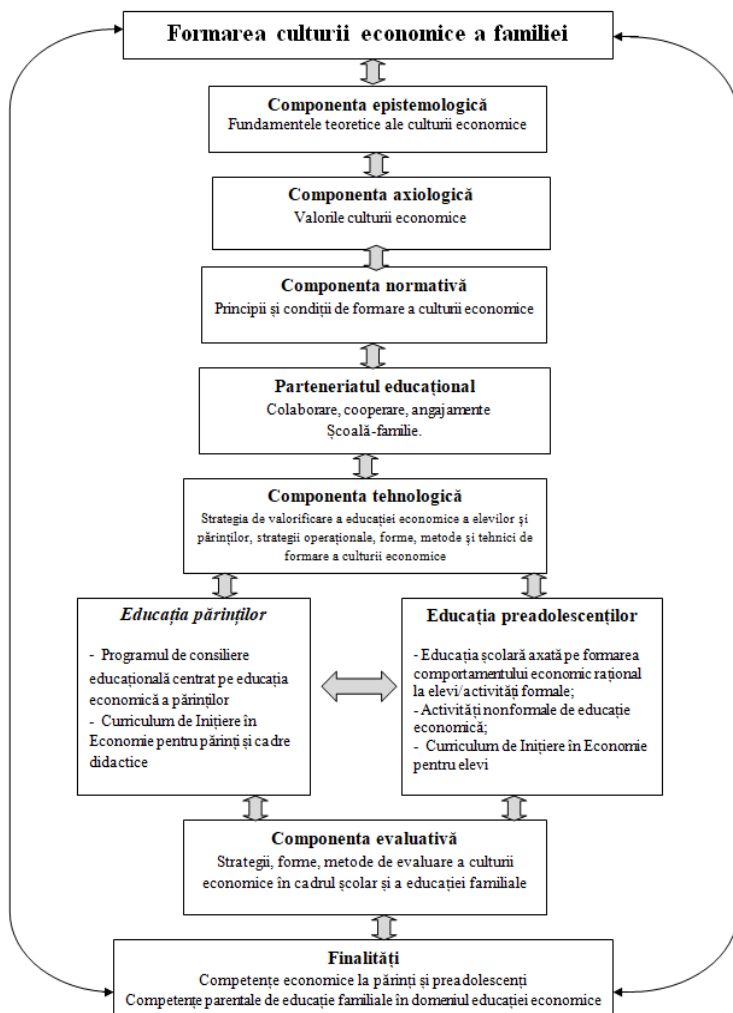 Formarea culturii economice a familiei
Componenta epistemologică
Fundamentele teoretice ale culturii economice
Componenta axiologică
Valorile culturii economice
Componenta normativă
Principii și condiții de formare a culturii economice
Parteneriatul educațional
Colaborare, cooperare, angajamente
Școală-familie.
Componenta tehnologică
Strategia de valorificare a educației economice a elevilor și
părinților, strategii operaționale, forme, metode și tehnici de
formare a culturii economice
Educația părinților
- Programul de consiliere
educațională centrat pe educația
economică a părinților
- Curriculum de Inițiere în
Economie pentru părinți și cadre
didactice
Educația preadolescenților
- Educația școlară axată pe formarea
comportamentului economic rațional
la elevi/activități formale;
- Activități nonformale de educație
economică;
- Curriculum de Inițiere în Economie
pentru elevi
Componenta evaluativă
Strategii, forme, metode de evaluare a culturii
economice în cadrul școlar și a educației familiale
Finalități
Competențe economice la părinți și preadolescenți
Competențe parentale de educație familiale în domeniul educației economice